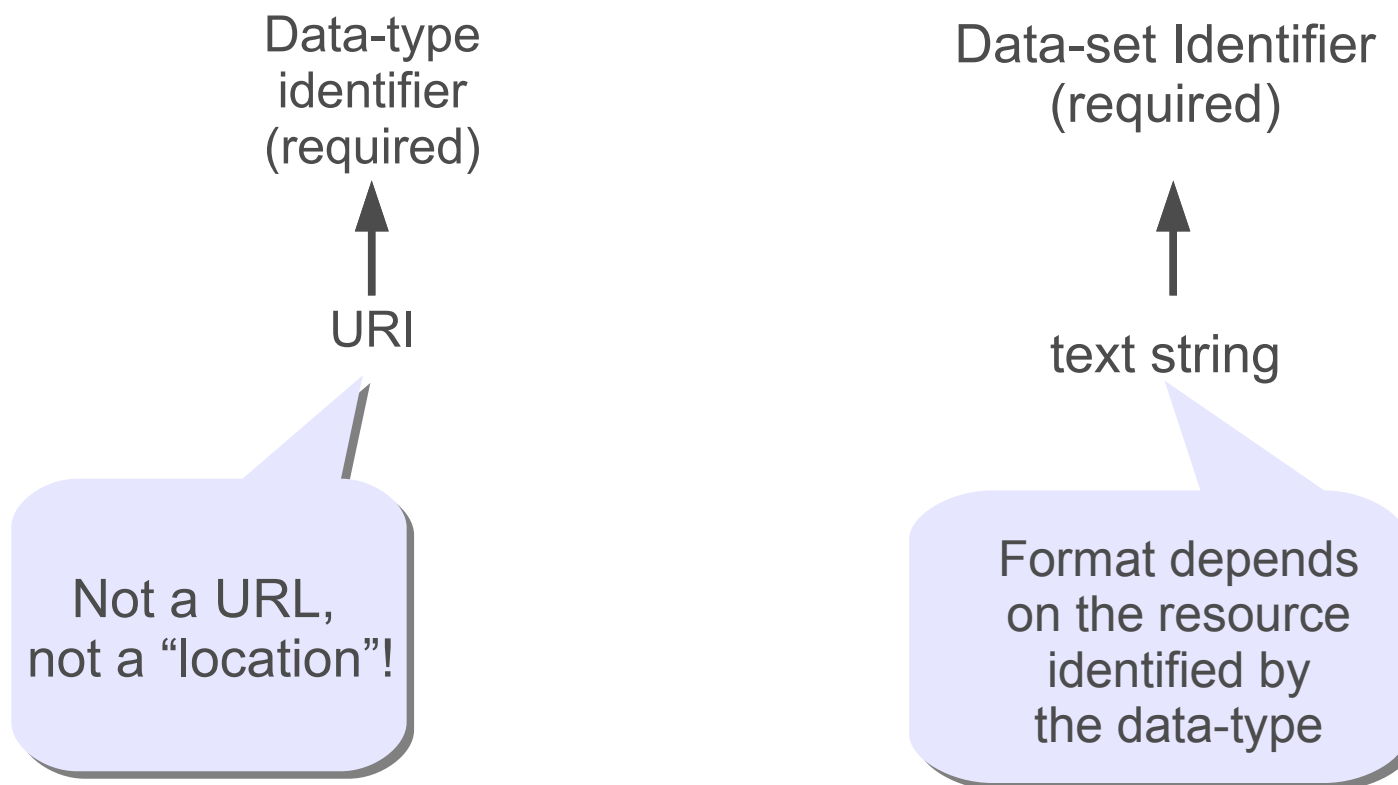 Data-type
identifier
(required)
URI
Not a URL,
not a “location”!
Data-set Identifier
(required)
text string
Format depends
on the resource
identified by
the data-type